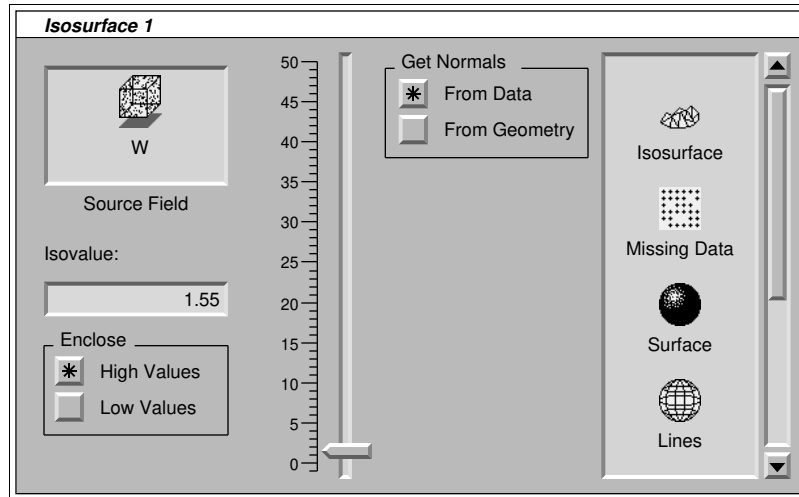 Isosurface 1
W
Source Field
Isovalue:
1.55
Enclose
High Values
Low Values
50
45
40
35
30
25
20
15
10
5
0
Get Normals
From Data
From Geometry
Isosurface
Missing Data
Surface
Lines